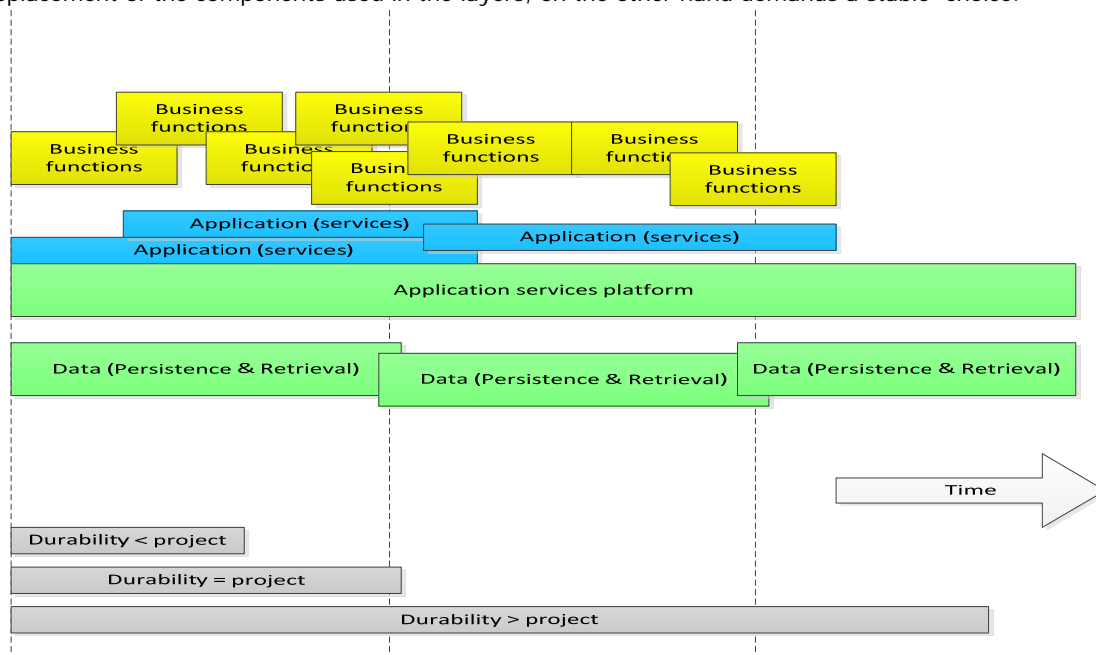 replacement of the components used in the layers, on the other hand demands a stable choice.
Business
functions
Business
functions
Business
functions
Business
functions
Business
functions
Business
functions
Business
functions
Business
functions
Application (services)
Application (services)
Application (services)
Application services platform
Data (Persistence & Retrieval)
Data (Persistence & Retrieval)
Data (Persistence & Retrieval)
Time
Durability < project
Durability = project
Durability > project